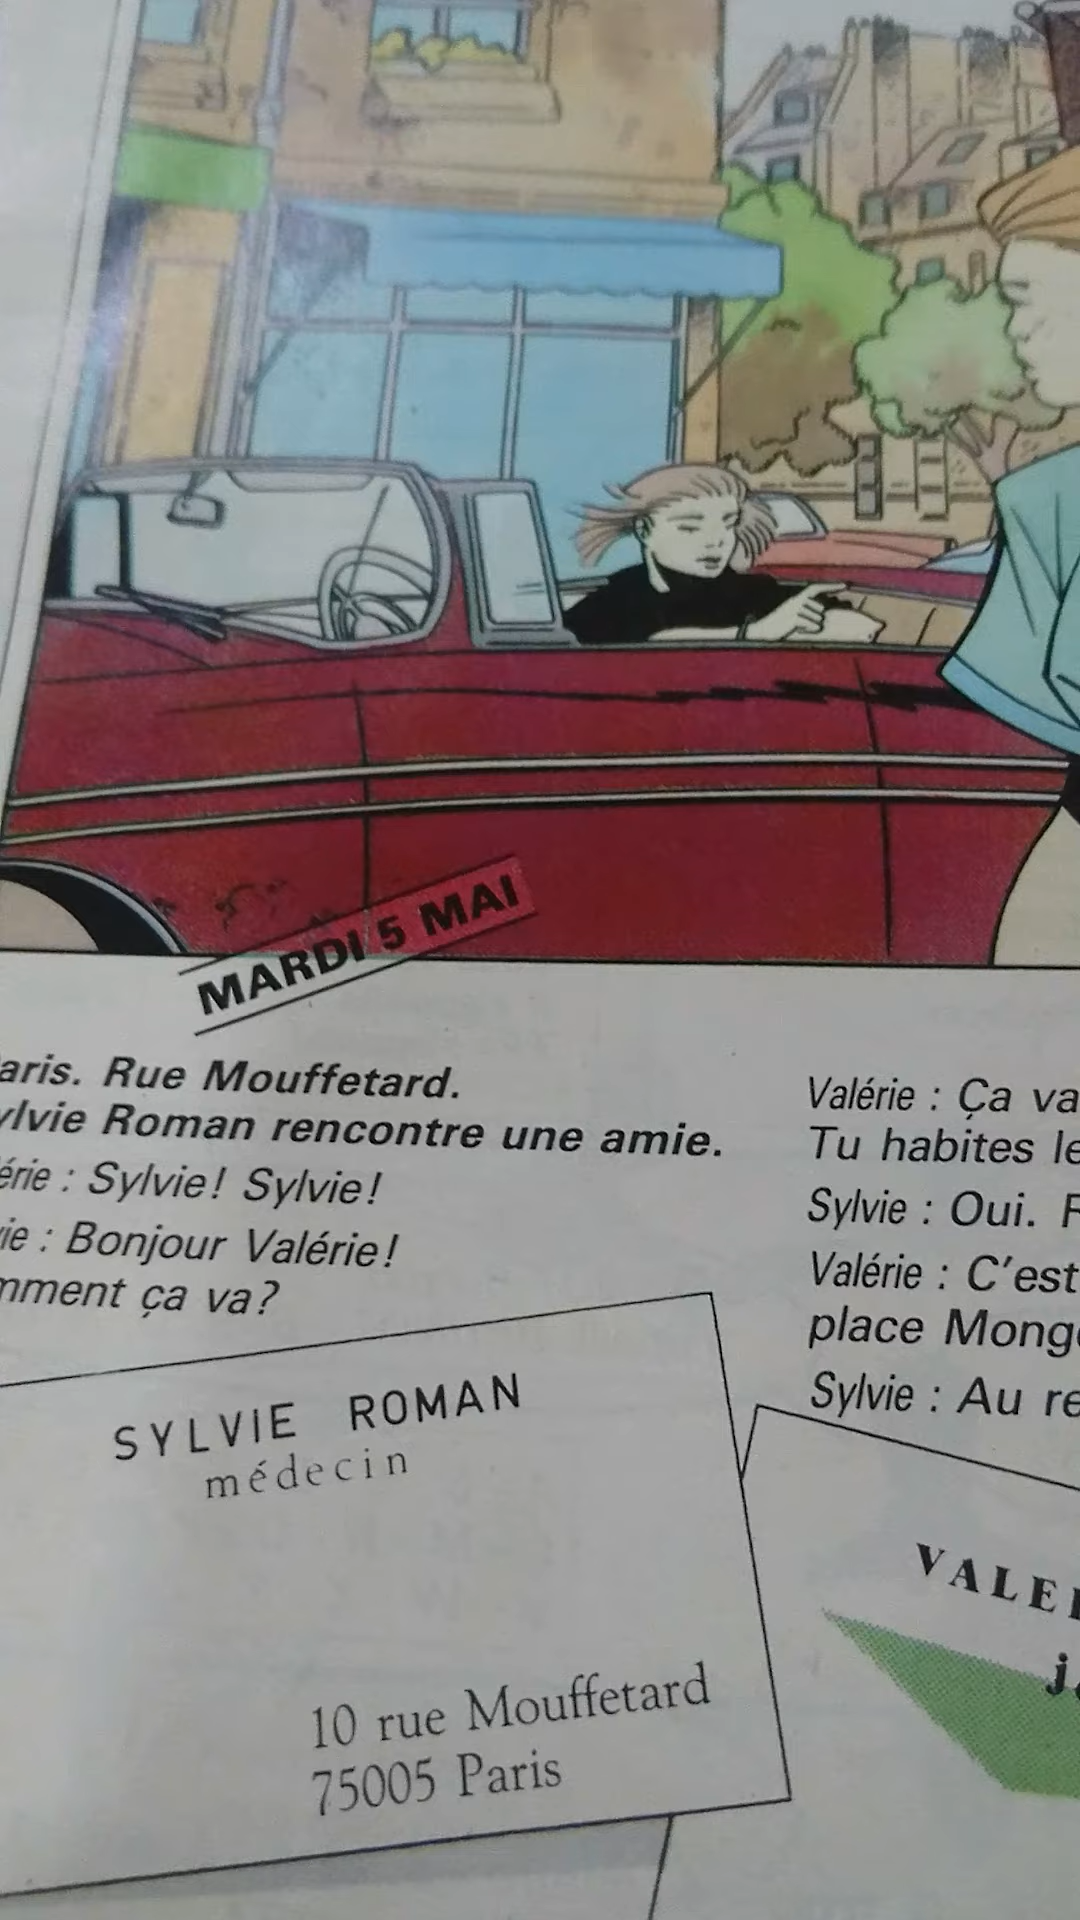 MARDI 5 MAI
aris. Rue Mouffetard.
ylvie Roman rencontre une amie.
érie : Sylvie! Sylvie!
vie : Bonjour Valérie!
mment ça va?
Valérie : Ça va
Tu habites le
Sylvie : Oui. R
Valérie : C'est
place Mong
Sylvie : Au re
SYLVIE ROMAN
médecin
10 rue Mouffetard
75005 Paris
VALE
j